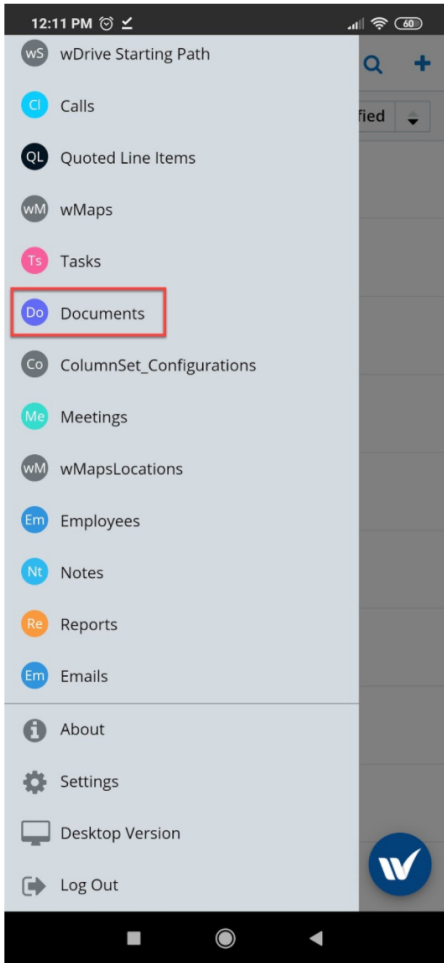 12:11 PM
60
wS wDrive Starting Path
Cl Calls
fied
QL Quoted Line Items
wM wMaps
Ts Tasks
Do Documents
Co ColumnSet_Configurations
Me Meetings
wM wMapsLocations
Em Employees
Nt Notes
Re Reports
Em Emails
About
Settings
Desktop Version
Log Out